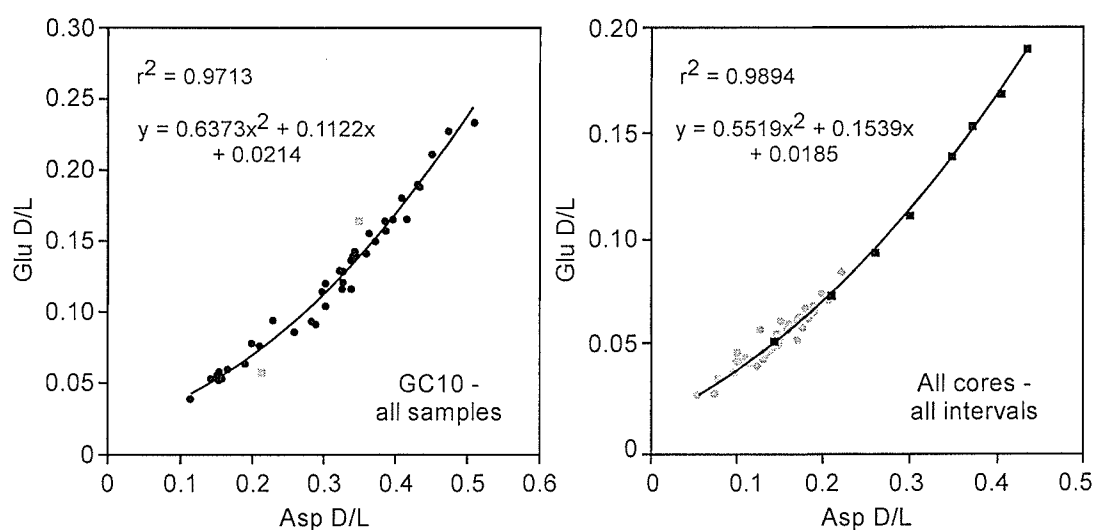 0.30
0.25
0.20
0.15
0.10
0.05
0
Glu D/L
r² = 0.9713
y = 0.6373x² + 0.1122x
+ 0.0214
GC10 -
all samples
0
0.1
0.2
0.3
0.4
0.5
0.6
Asp D/L
0.20
0.15
0.10
0.05
0
Glu D/L
r² = 0.9894
y = 0.5519x² + 0.1539x
+ 0.0185
All cores -
all intervals
0
0.1
0.2
0.3
0.4
0.5
Asp D/L